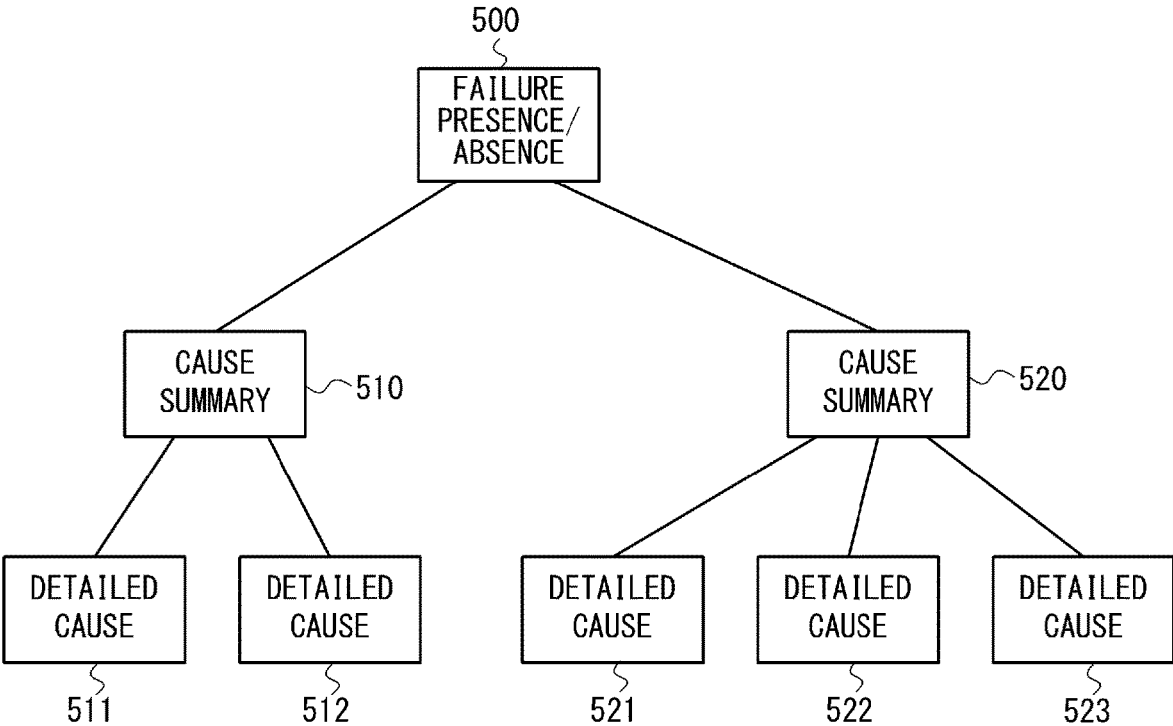 500
FAILURE
PRESENCE/
ABSENCE
CAUSE
SUMMARY
510
CAUSE
SUMMARY
520
DETAILED
CAUSE
DETAILED
CAUSE
DETAILED
CAUSE
DETAILED
CAUSE
DETAILED
CAUSE
511
512
521
522
523